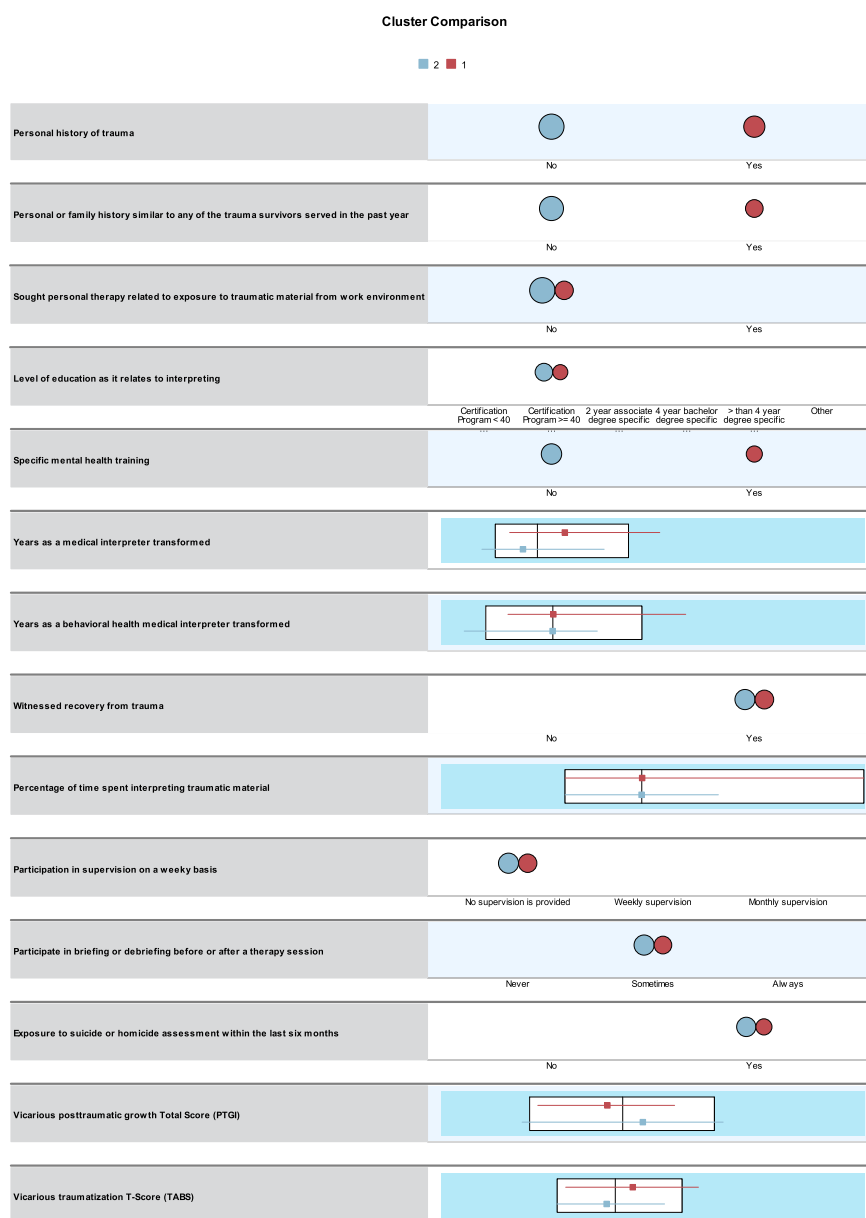 Cluster Comparison
2 1
Personal history of trauma
No Yes
Personal or family history similar to any of the trauma survivors served in the past year
No Yes
Sought personal therapy related to exposure to traumatic material from work environment
No Yes
Level of education as it relates to interpreting
Certification Certification 2 year associate 4 year bachelor > than 4 year Other
Program < 40 Program >= 40 degree specific degree specific degree specific
... ... ... ... ...
Specific mental health training
No Yes
Years as a medical interpreter transformed
Years as a behavioral health medical interpreter transformed
Witnessed recovery from trauma
No Yes
Percentage of time spent interpreting traumatic material
Participation in supervision on a weeky basis
No supervision is provided Weekly supervision Monthly supervision
Participate in briefing or debriefing before or after a therapy session
Never Sometimes Always
Exposure to suicide or homicide assessment within the last six months
No Yes
Vicarious posttraumatic growth Total Score (PTGI)
Vicarious traumatization T-Score (TABS)